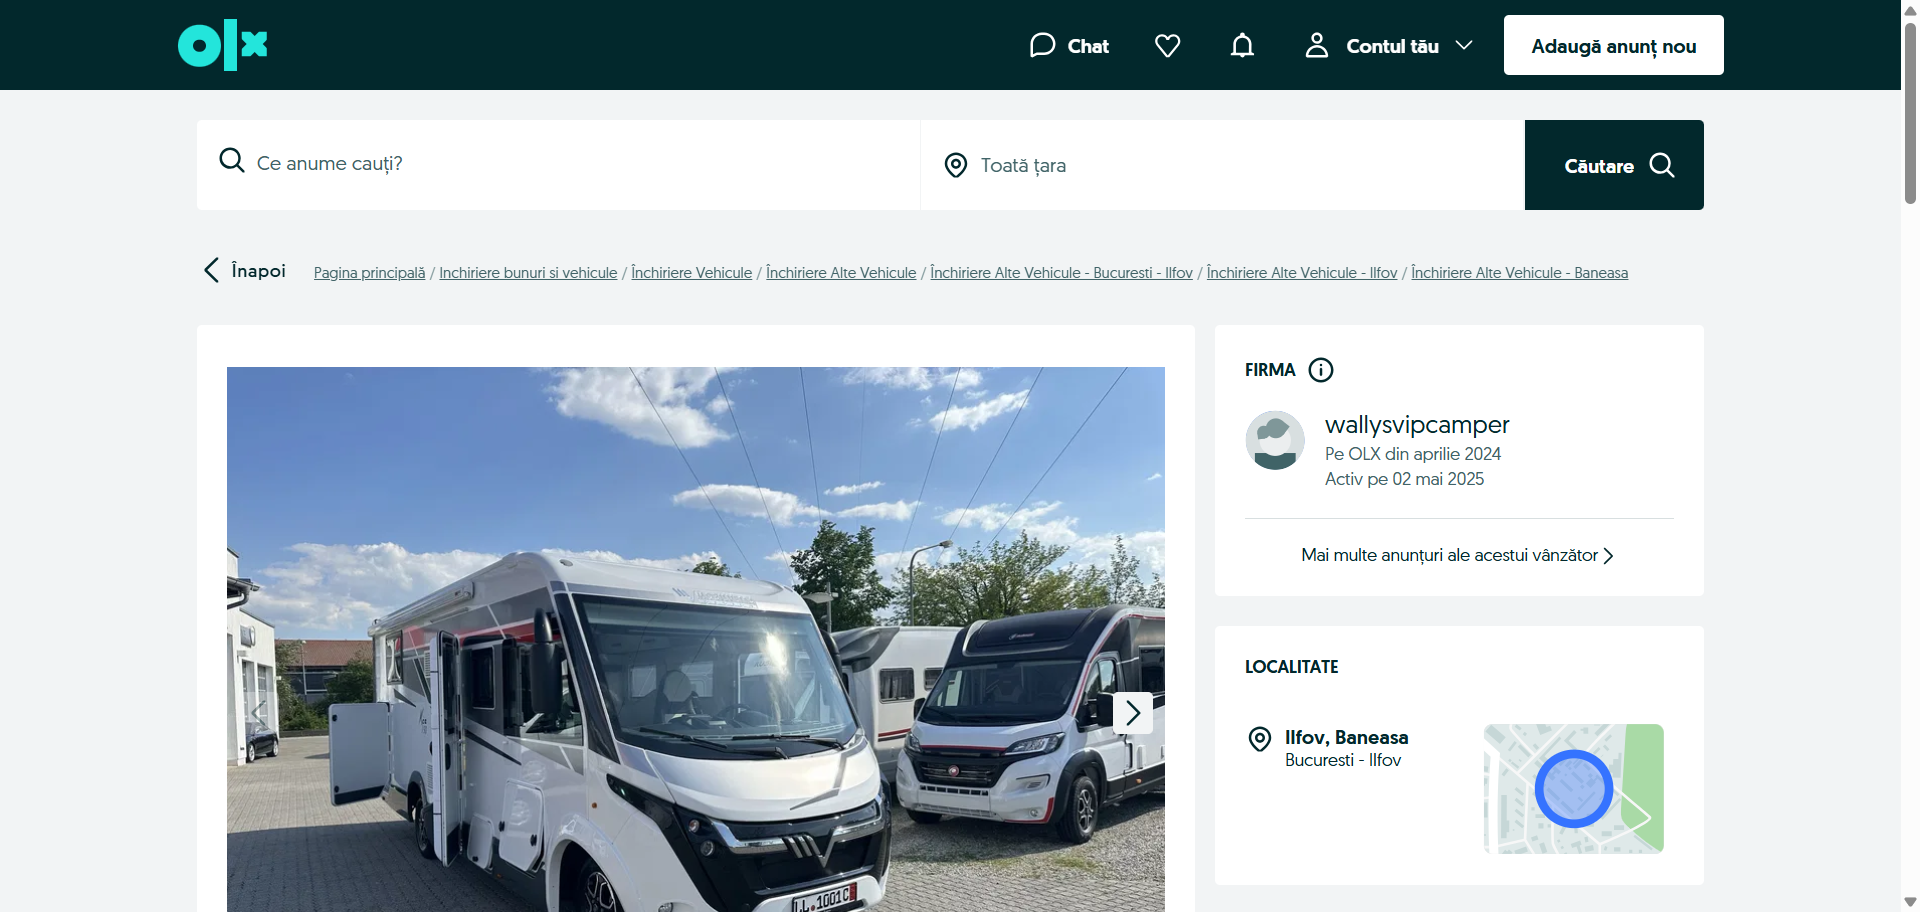 olx
Chat
Contul tău
Adaugă anunț nou
Ce anume cauți?
Toată țara
Căutare
Înapoi
Pagina principală / Inchiriere bunuri si vehicule / Închiriere Vehicule / Închiriere Alte Vehicule / Închiriere Alte Vehicule - Bucuresti - Ilfov / Închiriere Alte Vehicule - Ilfov / Închiriere Alte Vehicule - Baneasa
FIRMA
wallysvipcamper
Pe OLX din aprilie 2024
Activ pe 02 mai 2025
Mai multe anunțuri ale acestui vânzător
LOCALITATE
Ilfov, Baneasa
Bucuresti - Ilfov
LL·1001C